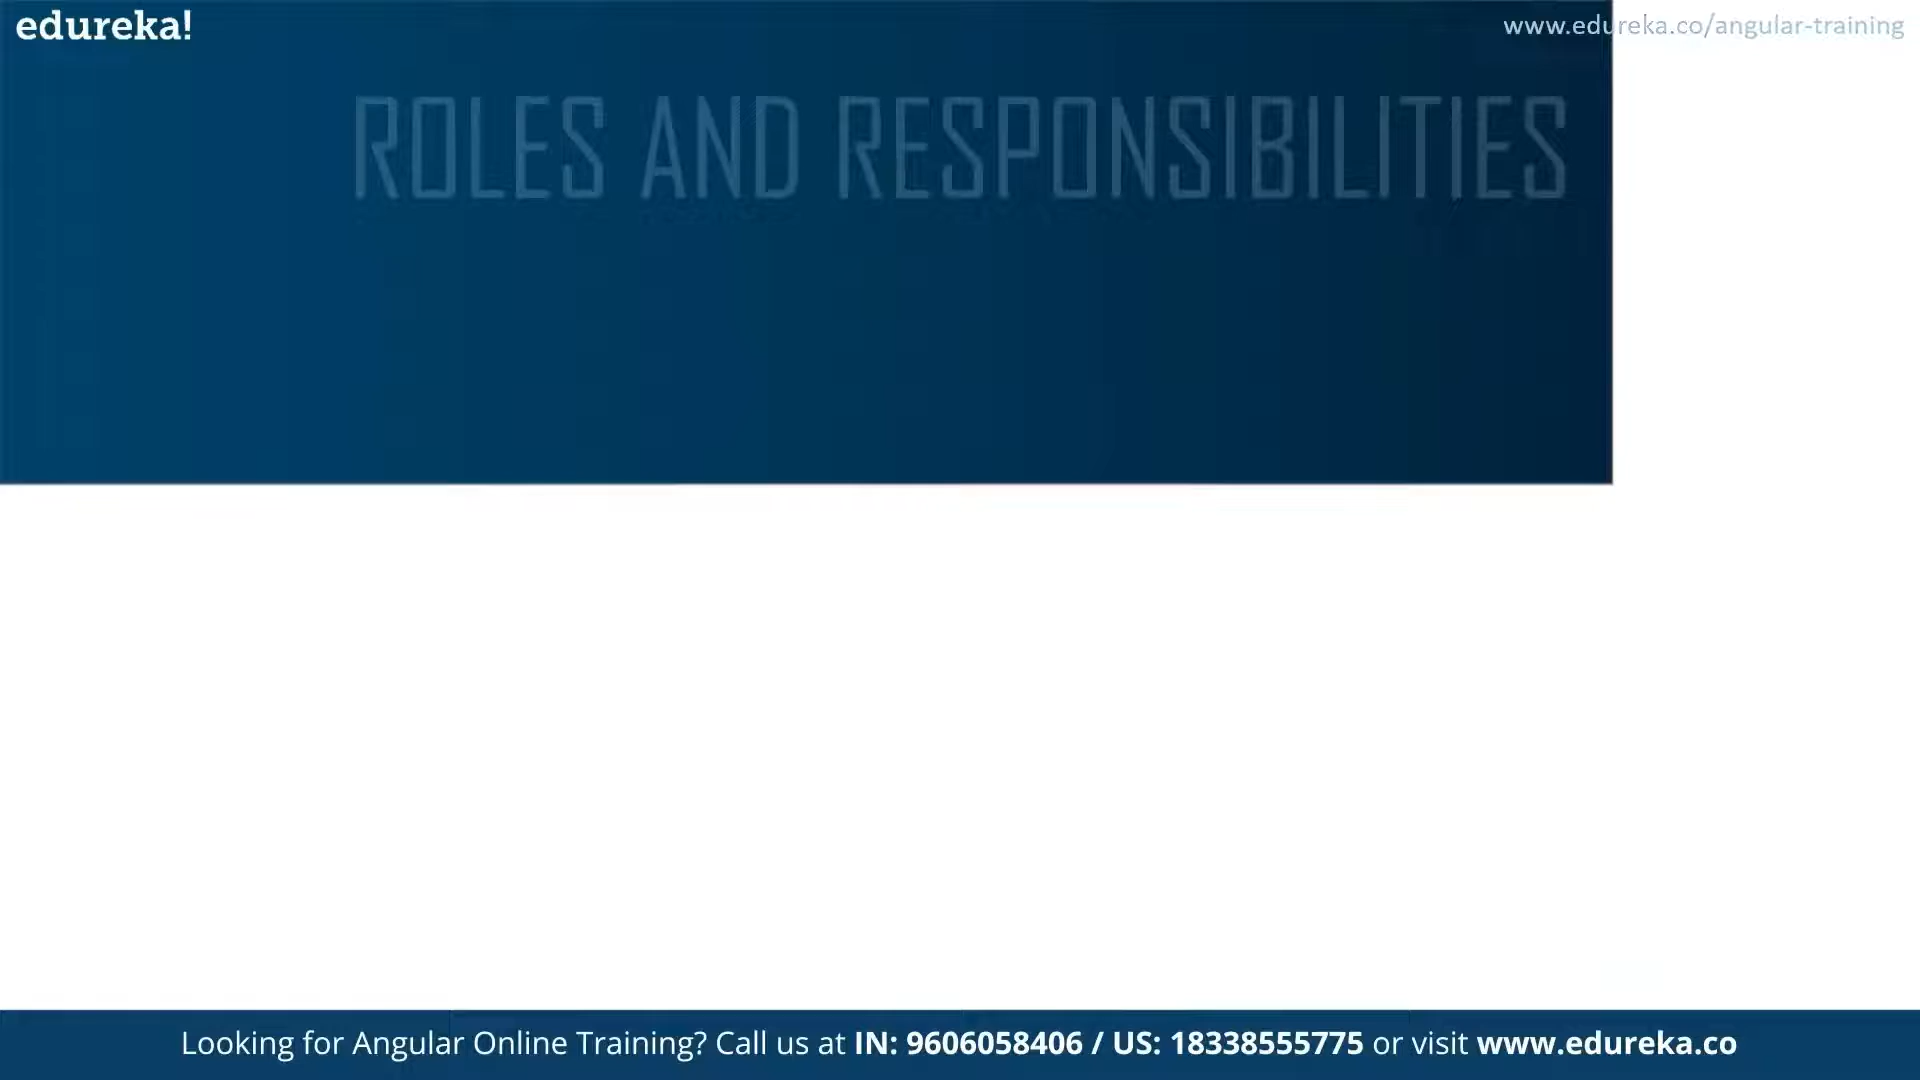 edureka!
www.edureka.co/angular-training
ROLES AND RESPONSIBILITIES
Looking for Angular Online Training? Call us at IN: 9606058406 / US: 18338555775 or visit www.edureka.co